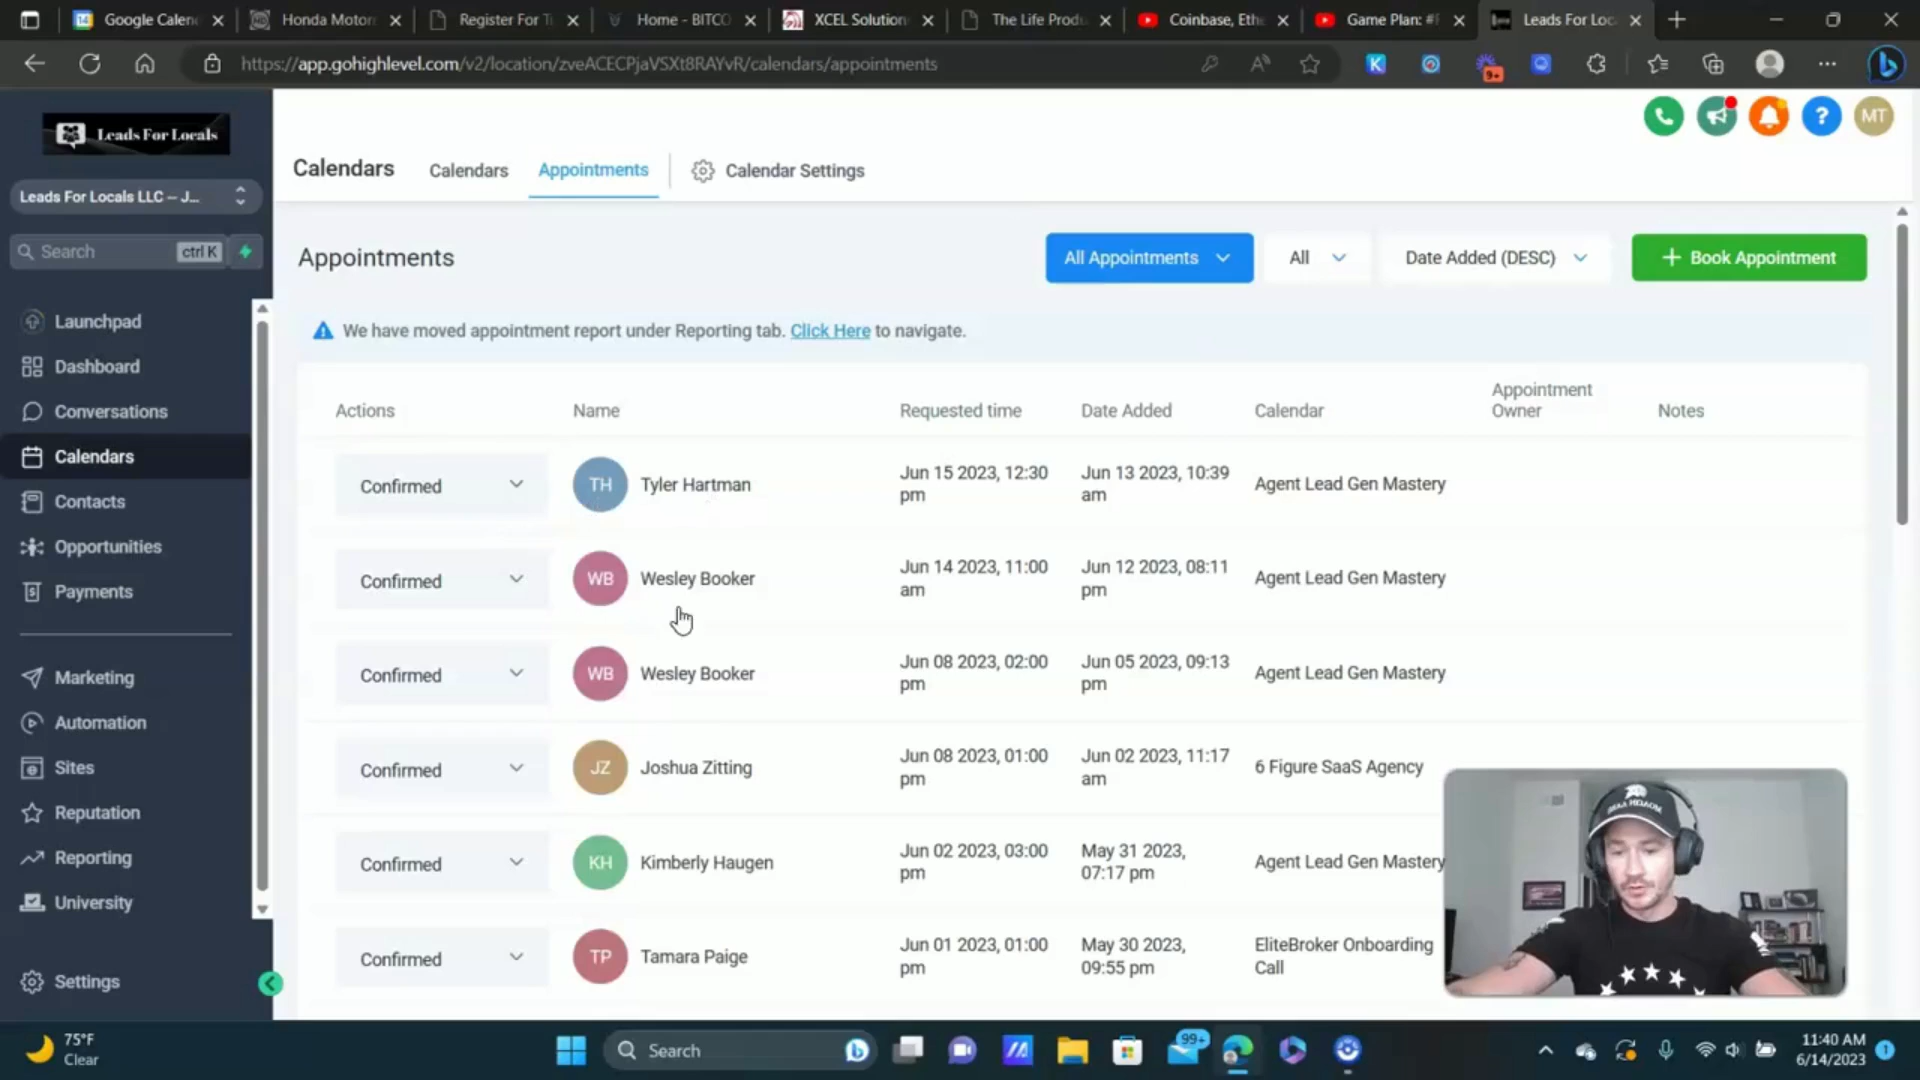 Google Calen
Honda Motor
Register For T
Home - BITCO
XCEL Solution
The Life Produ
Coinbase, Eth
Game Plan: #
Leads For Loc
https://app.gohighlevel.com/v2/location/zveACECPjaVSXt8RAYvR/calendars/appointments
9+
Leads For Locals
Leads For Locals LLC – J...
Search
ctrl K
Launchpad
Dashboard
Conversations
Calendars
Contacts
Opportunities
Payments
Marketing
Automation
Sites
Reputation
Reporting
University
Settings
MT
Calendars
Calendars
Appointments
Calendar Settings
Appointments
All Appointments
All
Date Added (DESC)
+ Book Appointment
We have moved appointment report under Reporting tab. Click Here to navigate.
Actions
Name
Requested time
Date Added
Calendar
Appointment
Owner
Notes
Confirmed
TH
Tyler Hartman
Jun 15 2023, 12:30
pm
Jun 13 2023, 10:39
am
Agent Lead Gen Mastery
Confirmed
WB
Wesley Booker
Jun 14 2023, 11:00
am
Jun 12 2023, 08:11
pm
Agent Lead Gen Mastery
Confirmed
WB
Wesley Booker
Jun 08 2023, 02:00
pm
Jun 05 2023, 09:13
pm
Agent Lead Gen Mastery
Confirmed
JZ
Joshua Zitting
Jun 08 2023, 01:00
pm
Jun 02 2023, 11:17
am
6 Figure SaaS Agency
Confirmed
KH
Kimberly Haugen
Jun 02 2023, 03:00
pm
May 31 2023,
07:17 pm
Agent Lead Gen Mastery
Confirmed
TP
Tamara Paige
Jun 01 2023, 01:00
pm
May 30 2023,
09:55 pm
EliteBroker Onboarding
Call
75°F
Clear
Search
99+
11:40 AM
6/14/2023
1